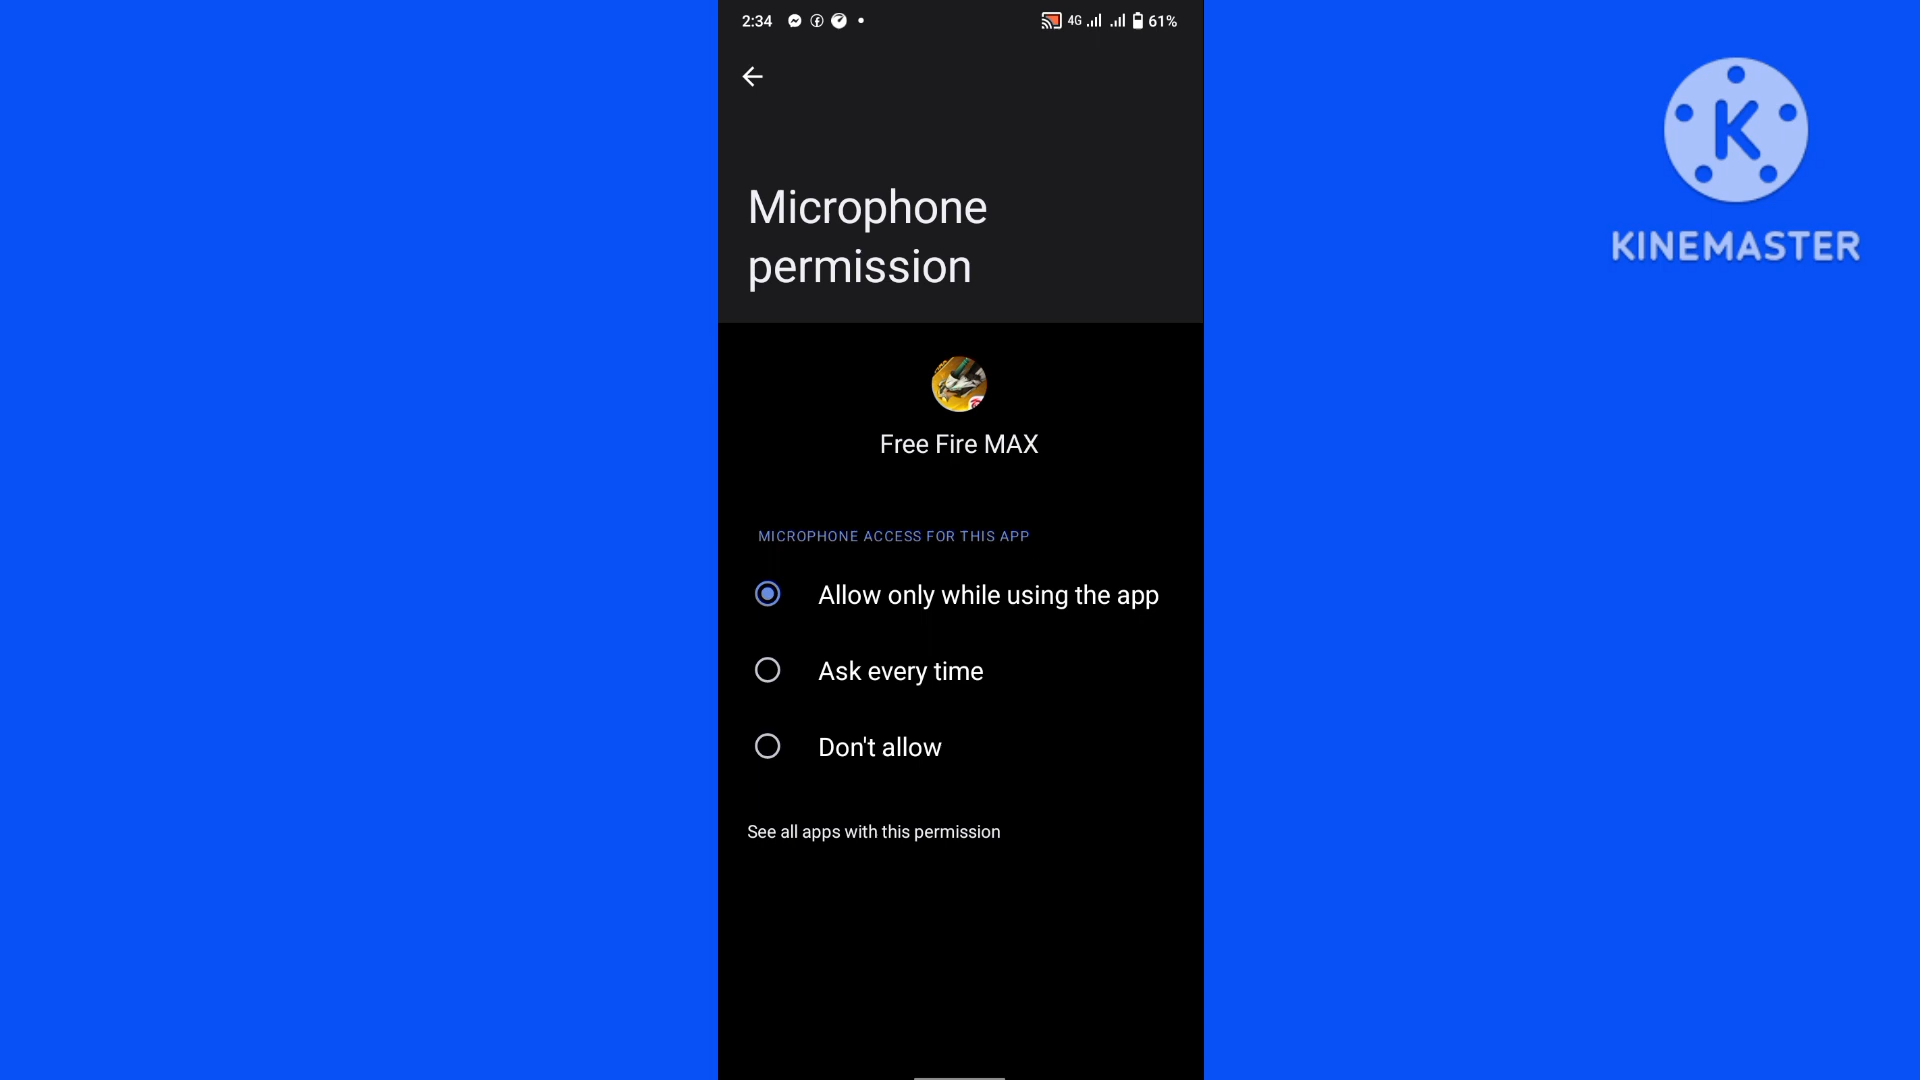 2:34
4G
61%
Microphone
permission
K
KINEMASTER
Free Fire MAX
MICROPHONE ACCESS FOR THIS APP
Allow only while using the app
Ask every time
Don't allow
See all apps with this permission